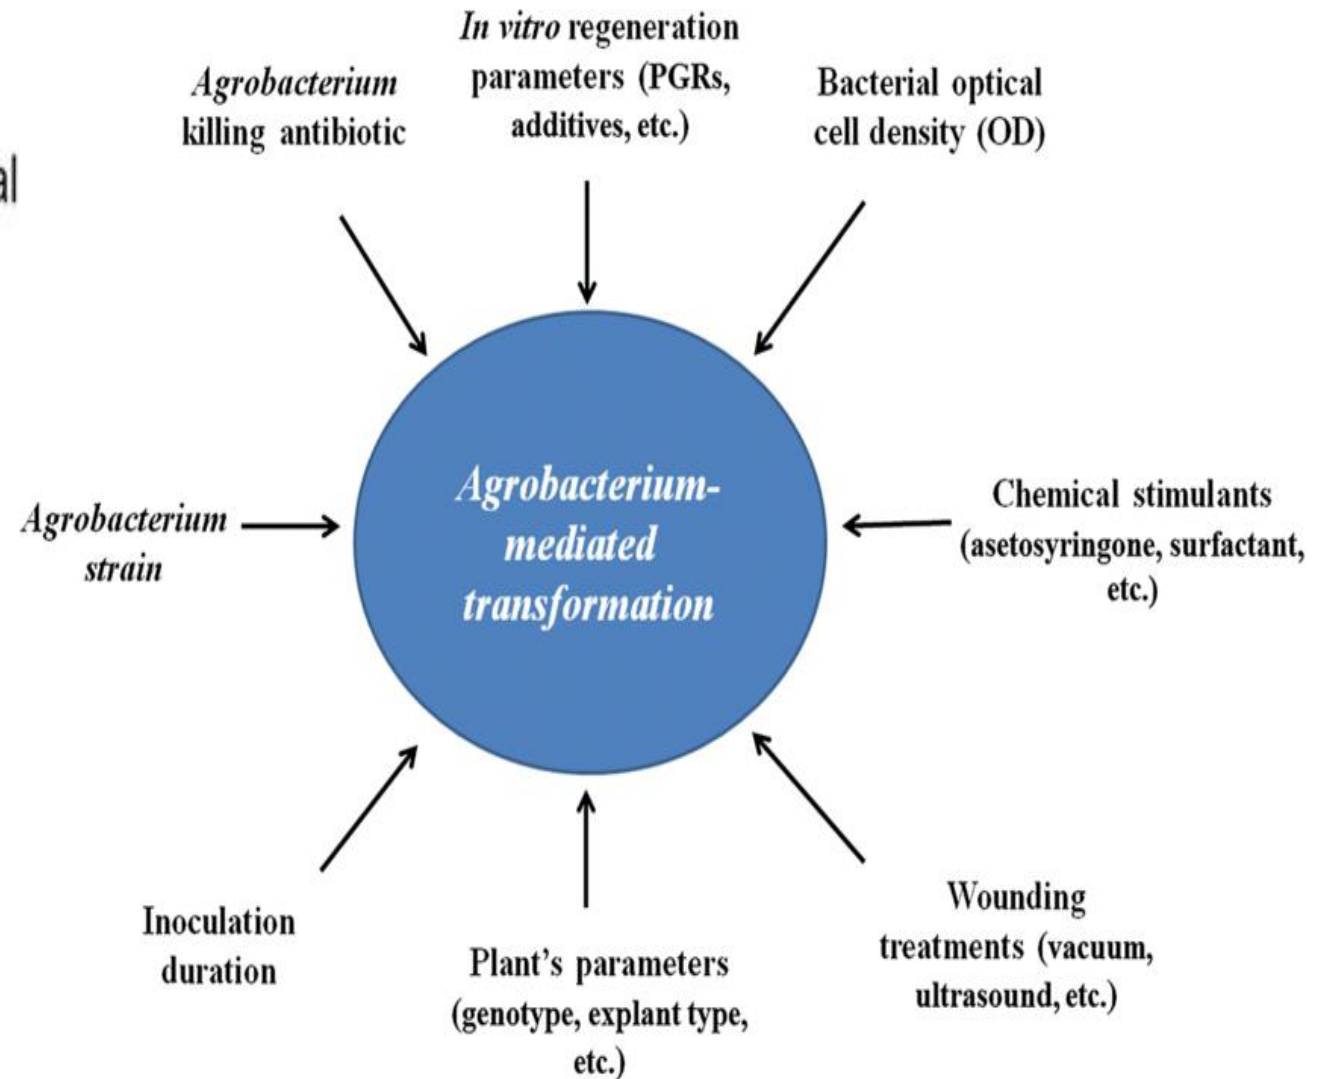 In vitro regeneration
parameters (PGRs,
additives, etc.)
Agrobacterium
killing antibiotic
Bacterial optical
cell density (OD)
al
Agrobacterium-
mediated
transformation
Chemical stimulants
(asetosyringone, surfactant,
etc.)
Agrobacterium
strain
Wounding
treatments (vacuum,
ultrasound, etc.)
Inoculation
duration
Plant’s parameters
(genotype, explant type,
etc.)